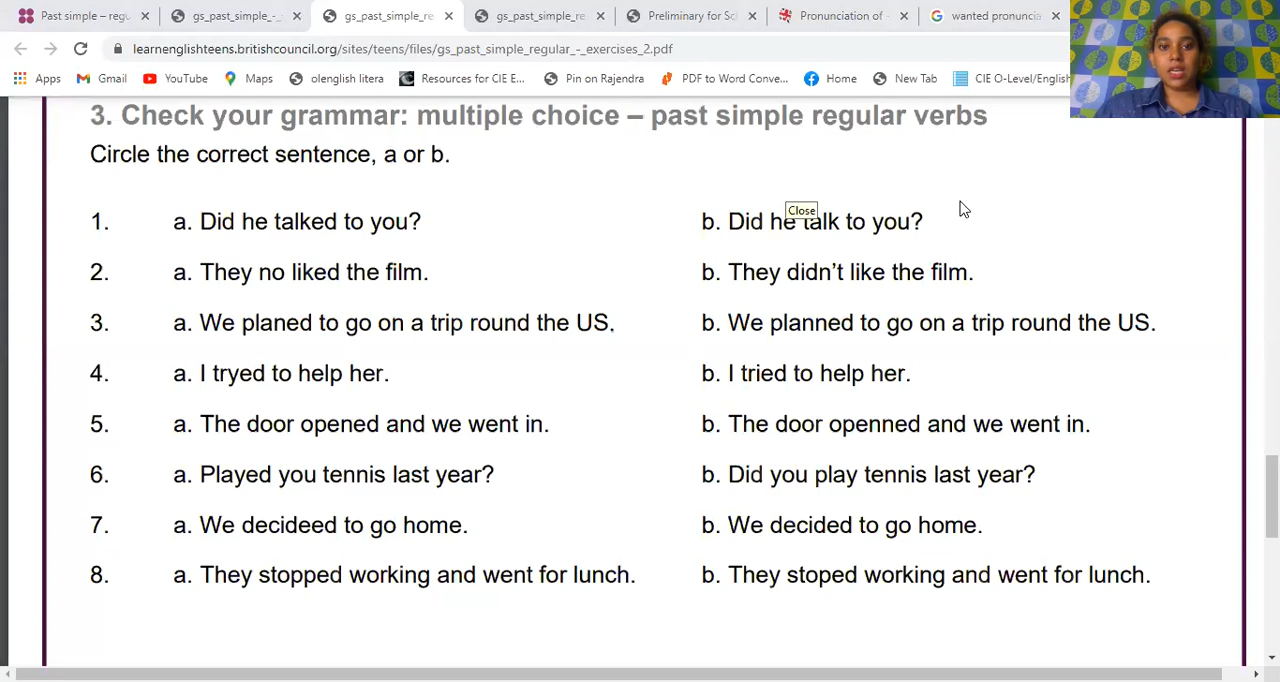 Past simple – regu
gs_past_simple_-_
gs_past_simple_re
gs_past_simple_re
Preliminary for Sc
Pronunciation of
wanted pronuncia
learnenglishteens.britishcouncil.org/sites/teens/files/gs_past_simple_regular_-_exercises_2.pdf
Apps Gmail YouTube Maps olenglish litera Resources for CIE E... Pin on Rajendra PDF to Word Conve... Home New Tab CIE O-Level/English
3. Check your grammar: multiple choice – past simple regular verbs
Circle the correct sentence, a or b.
Close
1. a. Did he talked to you? b. Did he talk to you?
2. a. They no liked the film. b. They didn’t like the film.
3. a. We planed to go on a trip round the US. b. We planned to go on a trip round the US.
4. a. I tryed to help her. b. I tried to help her.
5. a. The door opened and we went in. b. The door openned and we went in.
6. a. Played you tennis last year? b. Did you play tennis last year?
7. a. We decideed to go home. b. We decided to go home.
8. a. They stopped working and went for lunch. b. They stoped working and went for lunch.